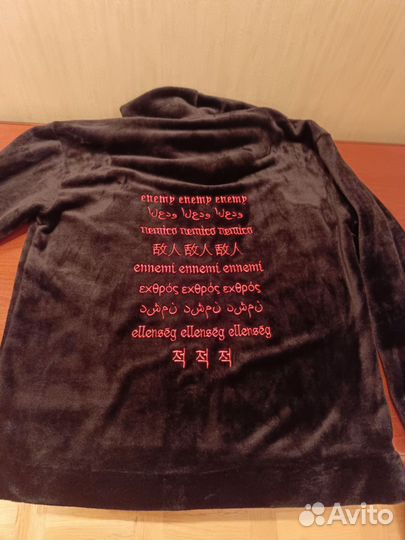 enemy enemy enemy
nemico nemico nemico
敌人 敌人 敌人
ennemi ennemi ennemi
εχθρός εχθρός εχθρός
ellenség ellenség ellenség
적 적 적
Avito